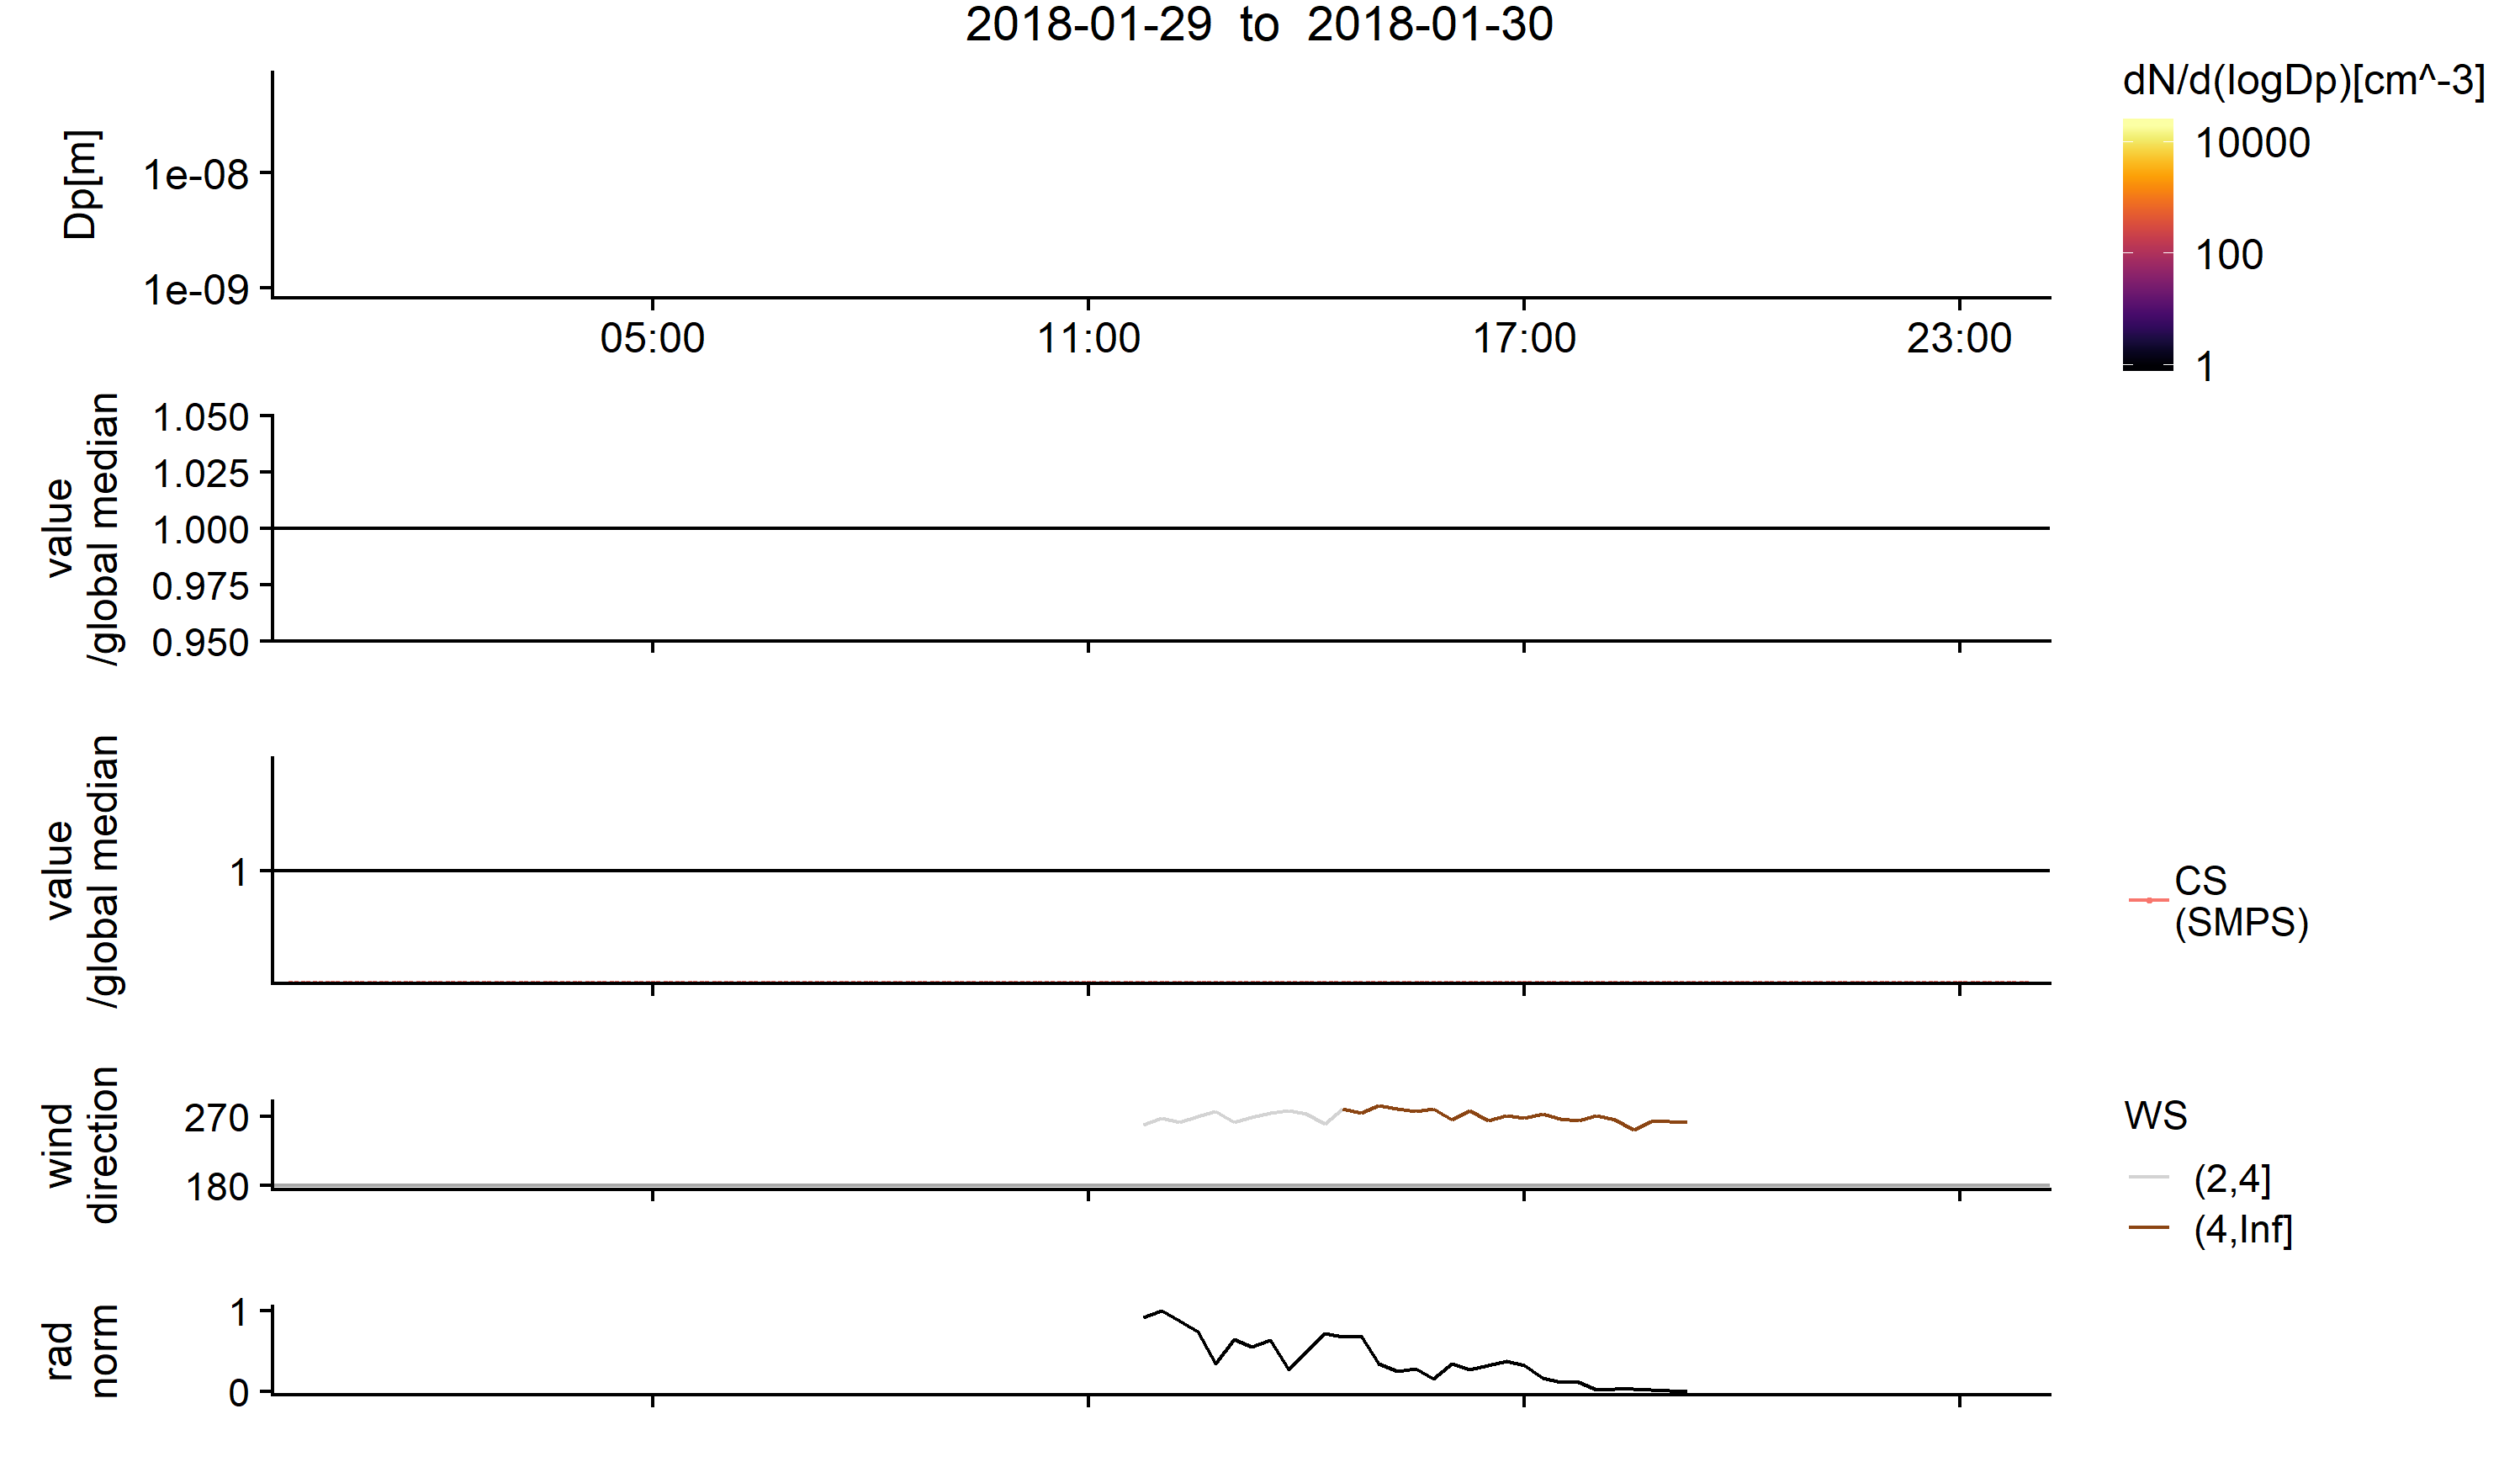 2018-01-29  to  2018-01-30
dN/d(logDp)[cm^-3]
10000
100
1
Dp[m]
1e-08
1e-09
05:00
11:00
17:00
23:00
value
/global median
1.050
1.025
1.000
0.975
0.950
value
/global median
1
CS
(SMPS)
wind
direction
270
180
WS
(2,4]
(4,Inf]
rad
norm
1
0